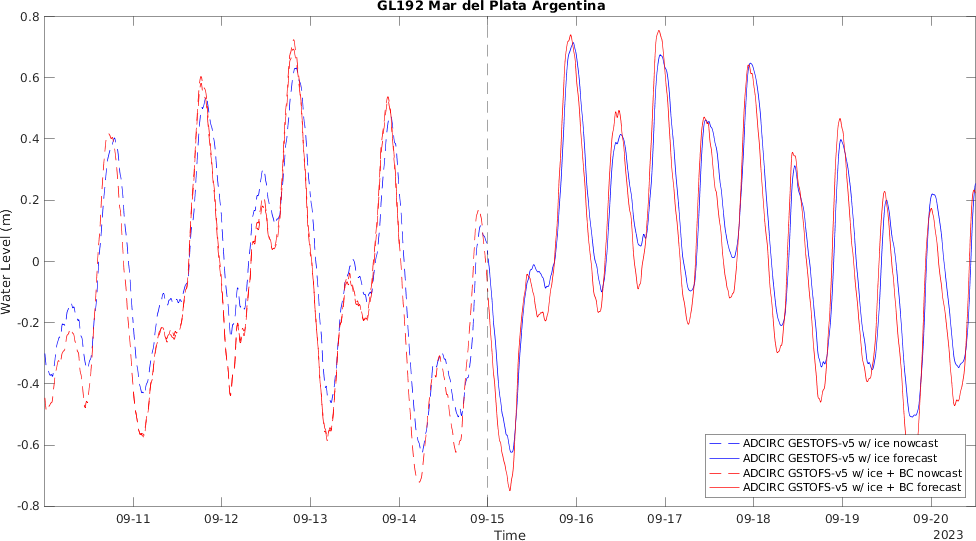 GL192 Mar del Plata Argentina
0.8
0.6
0.4
0.2
0
-0.2
-0.4
-0.6
-0.8
Water Level (m)
ADCIRC GESTOFS-v5 w/ ice nowcast
ADCIRC GESTOFS-v5 w/ ice forecast
ADCIRC GSTOFS-v5 w/ ice + BC nowcast
ADCIRC GSTOFS-v5 w/ ice + BC forecast
09-11 09-12 09-13 09-14 09-15 09-16 09-17 09-18 09-19 09-20
Time
2023